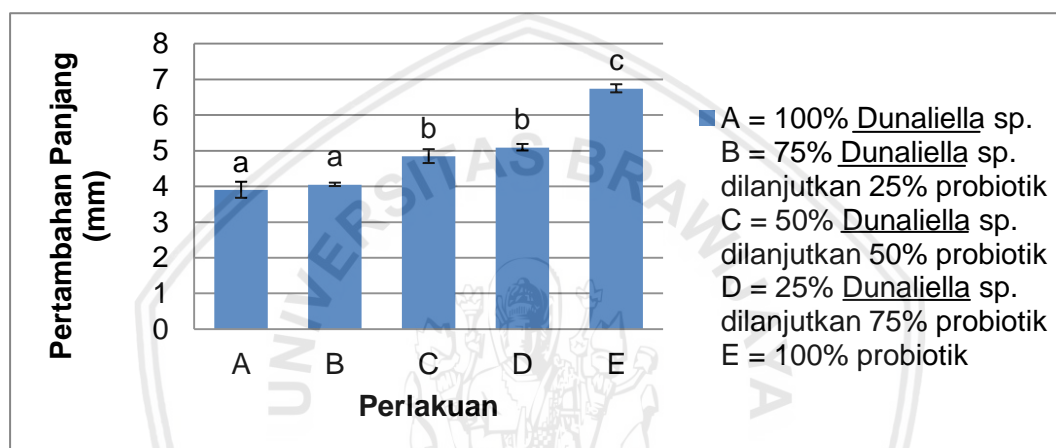 Pertambahan Panjang
(mm)
8
7
6
5
4
3
2
1
0
a
a
b
b
c
A
B
C
D
E
Perlakuan
A = 100% Dunaliella sp.
B = 75% Dunaliella sp.
dilanjutkan 25% probiotik
C = 50% Dunaliella sp.
dilanjutkan 50% probiotik
D = 25% Dunaliella sp.
dilanjutkan 75% probiotik
E = 100% probiotik
UNIVERSITAS BRAWIJAYA